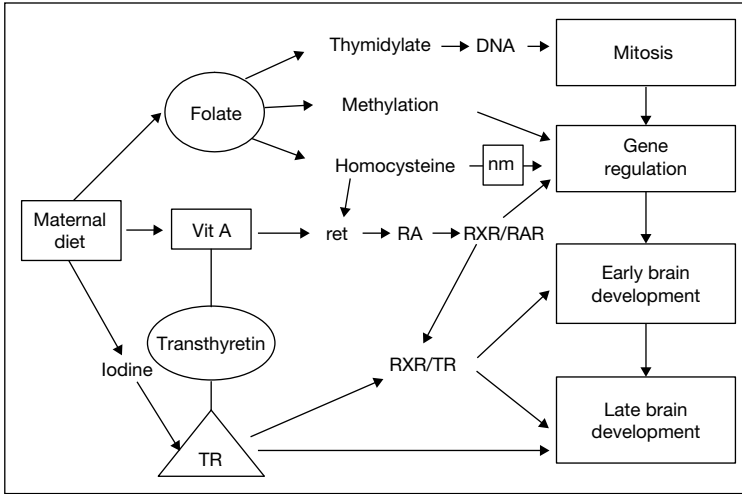 Thymidylate
DNA
Mitosis
Folate
Methylation
Gene
regulation
Homocysteine
nm
Maternal
diet
Vit A
ret
RA
RXR/RAR
Early brain
development
Transthyretin
Iodine
RXR/TR
Late brain
development
TR